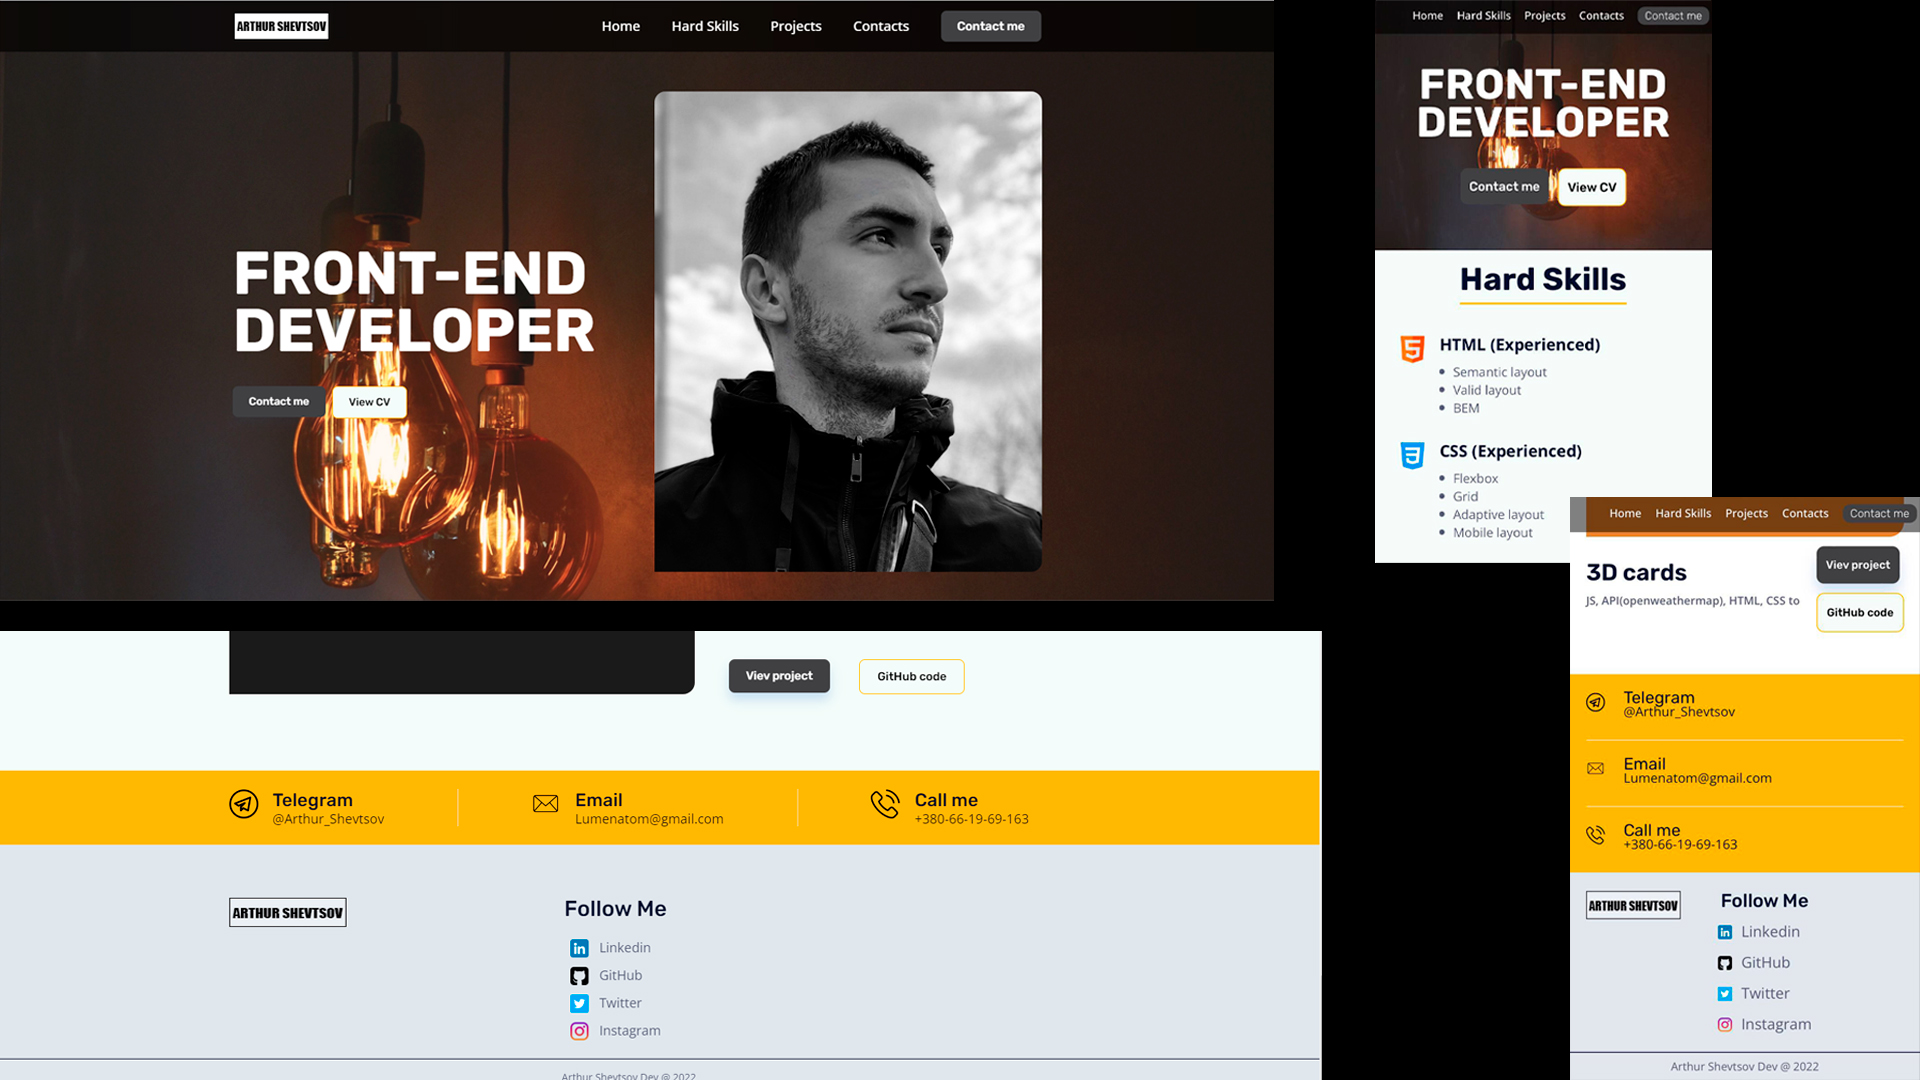 ARTHUR SHEVTSOV
Home Hard Skills Projects Contacts Contact me
FRONT-END
DEVELOPER
Contact me View CV
Viev project GitHub code
Telegram
@Arthur_Shevtsov
Email
Lumenatom@gmail.com
Call me
+380-66-19-69-163
ARTHUR SHEVTSOV
Follow Me
Linkedin
GitHub
Twitter
Instagram
Arthur Shevtsov Dev @ 2022
Home Hard Skills Projects Contacts Contact me
FRONT-END
DEVELOPER
Contact me View CV
Hard Skills
HTML (Experienced)
• Semantic layout
• Valid layout
• BEM
CSS (Experienced)
• Flexbox
• Grid
• Adaptive layout
• Mobile layout
Home Hard Skills Projects Contacts Contact me
3D cards
JS, API(openweathermap), HTML, CSS to
Viev project
GitHub code
Telegram
@Arthur_Shevtsov
Email
Lumenatom@gmail.com
Call me
+380-66-19-69-163
ARTHUR SHEVTSOV
Follow Me
Linkedin
GitHub
Twitter
Instagram
Arthur Shevtsov Dev @ 2022